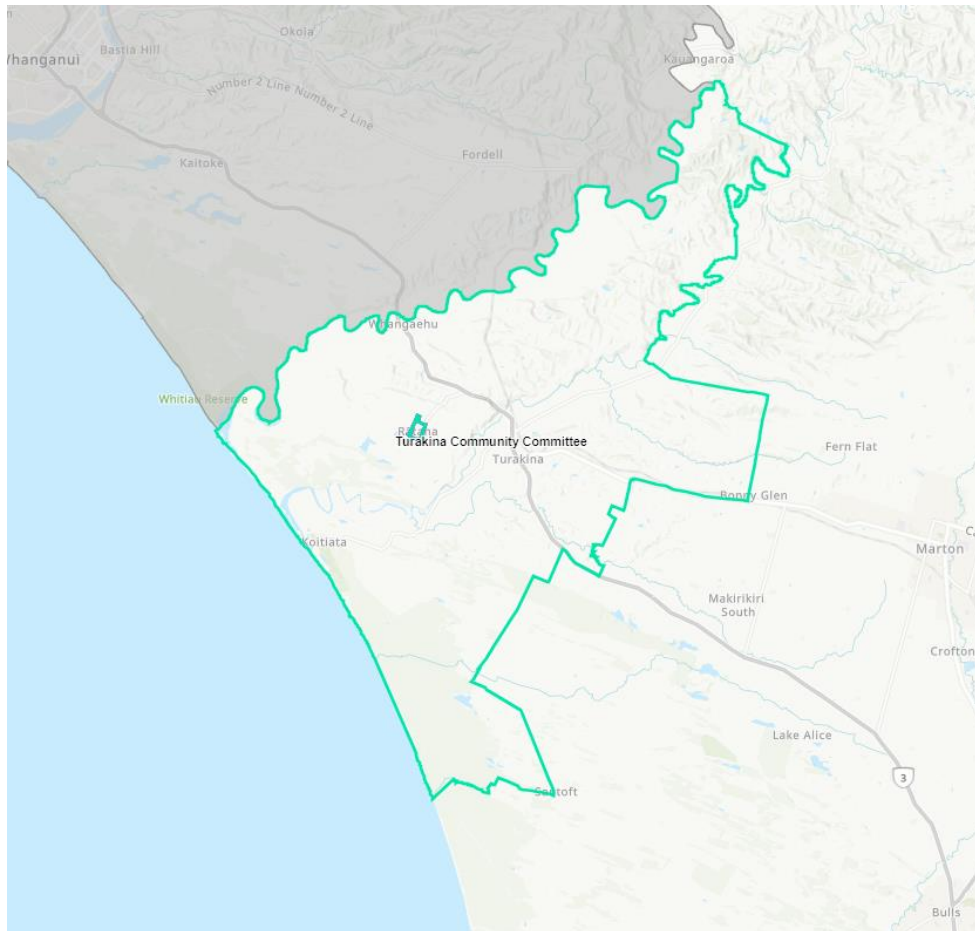 Okoia
Bastia Hill
Whanganui
Kauangaroa
Number 2 Line Number 2 Line
Fordell
Kaitoke
Whangaehu
Whitiau Reserve
Rātana
Turakina Community Committee
Turakina
Fern Flat
Bonny Glen
Koitiata
Marton
Makirikiri
South
Crofton
Lake Alice
3
Santoft
Bulls